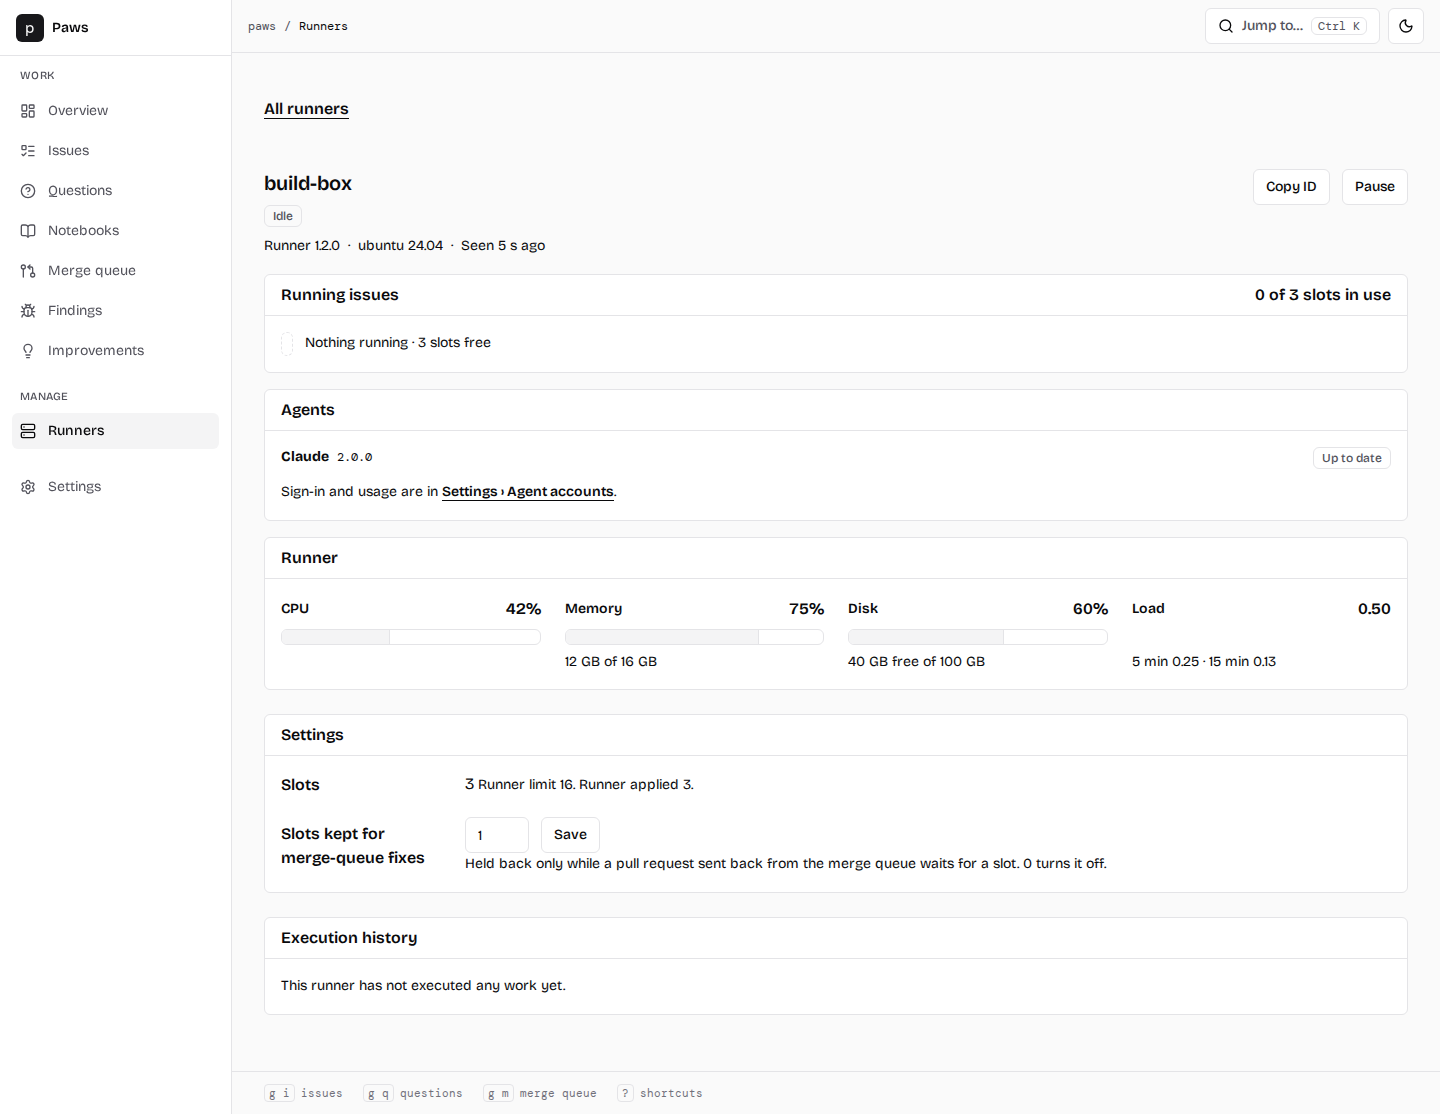 p Paws
paws / Runners
Jump to... Ctrl K
WORK
Overview
Issues
Questions
Notebooks
Merge queue
Findings
Improvements
MANAGE
Runners
Settings
All runners
build-box
Copy ID
Pause
Idle
Runner 1.2.0 · ubuntu 24.04 · Seen 5 s ago
Running issues
0 of 3 slots in use
Nothing running · 3 slots free
Agents
Claude 2.0.0
Up to date
Sign-in and usage are in Settings › Agent accounts.
Runner
CPU 42%
Memory 75%
12 GB of 16 GB
Disk 60%
40 GB free of 100 GB
Load 0.50
5 min 0.25 · 15 min 0.13
Settings
Slots
3 Runner limit 16. Runner applied 3.
Slots kept for
merge-queue fixes
1
Save
Held back only while a pull request sent back from the merge queue waits for a slot. 0 turns it off.
Execution history
This runner has not executed any work yet.
g i issues g q questions g m merge queue ? shortcuts